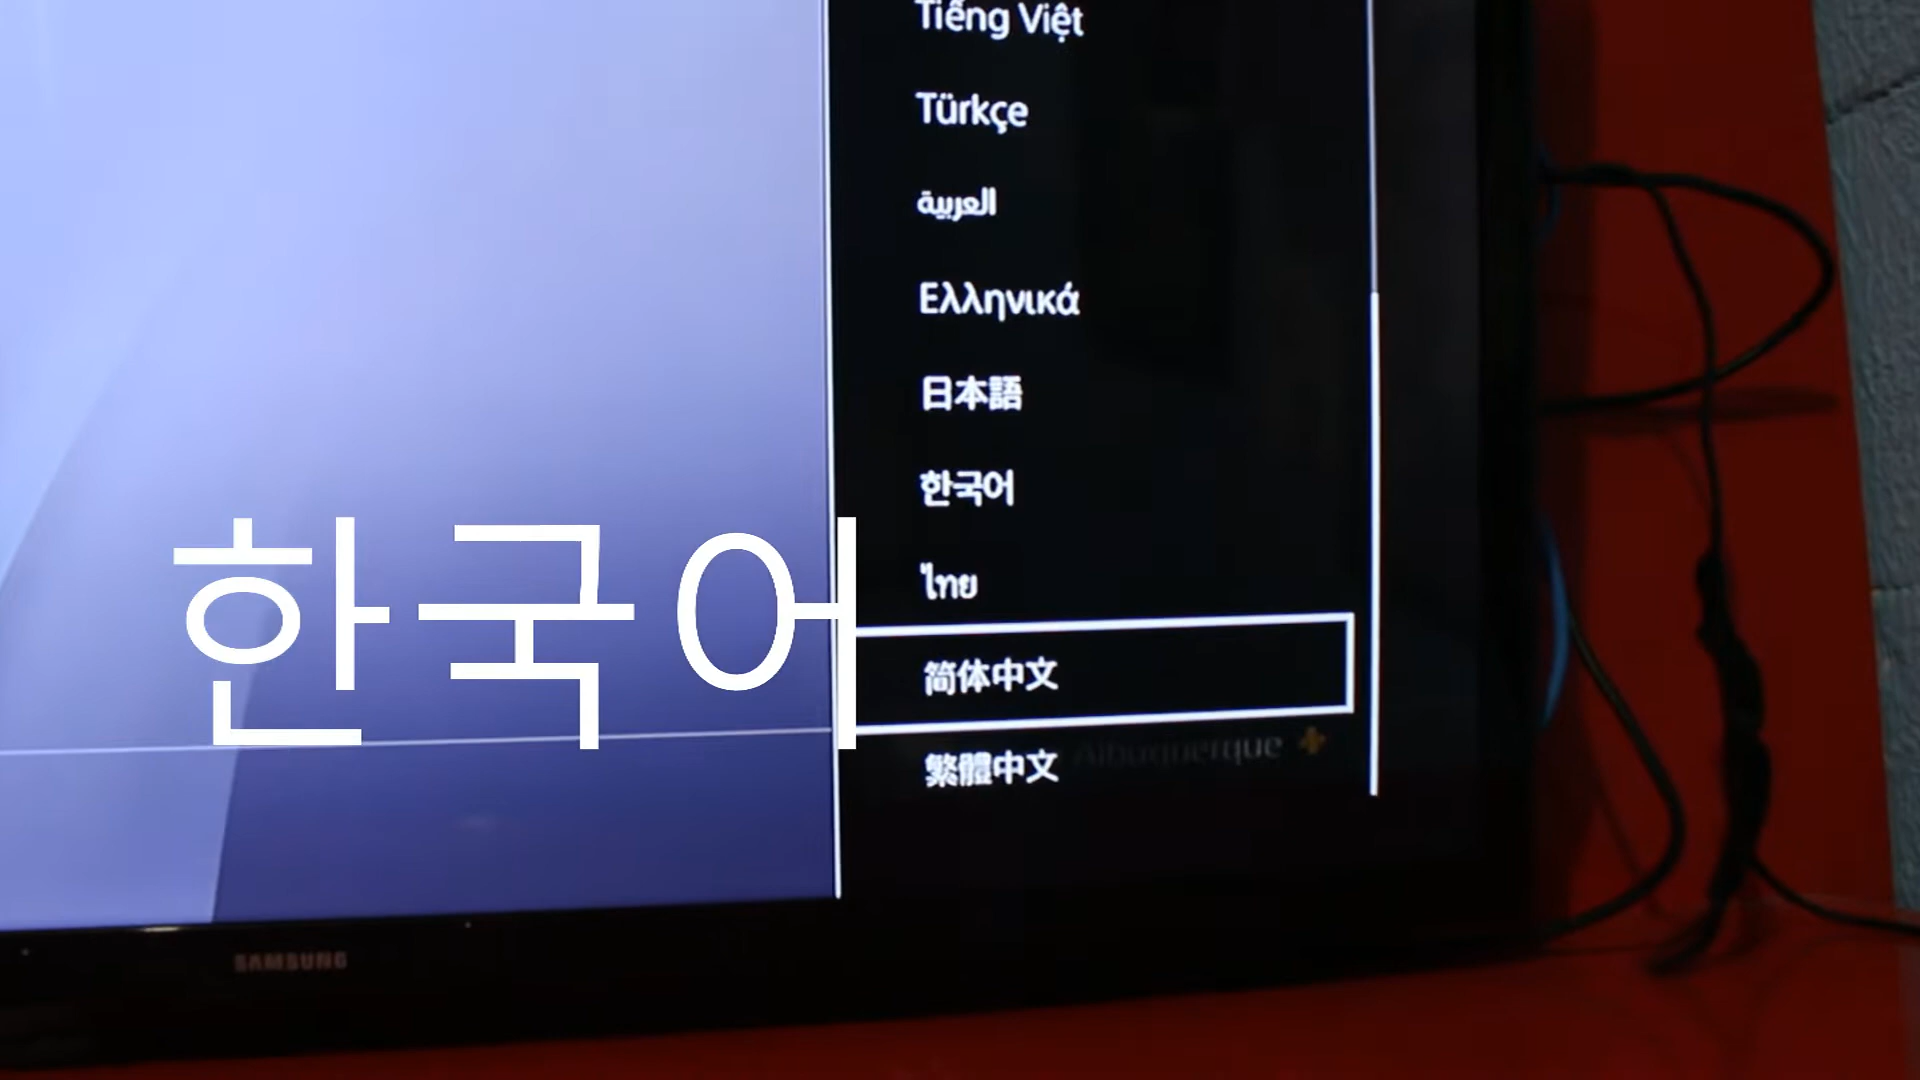 Tiếng Việt
Türkçe
العربية
Ελληνικά
日本語
한국어
ไทย
한국어
简体中文
Albuquerque
繁體中文
SAMSUNG